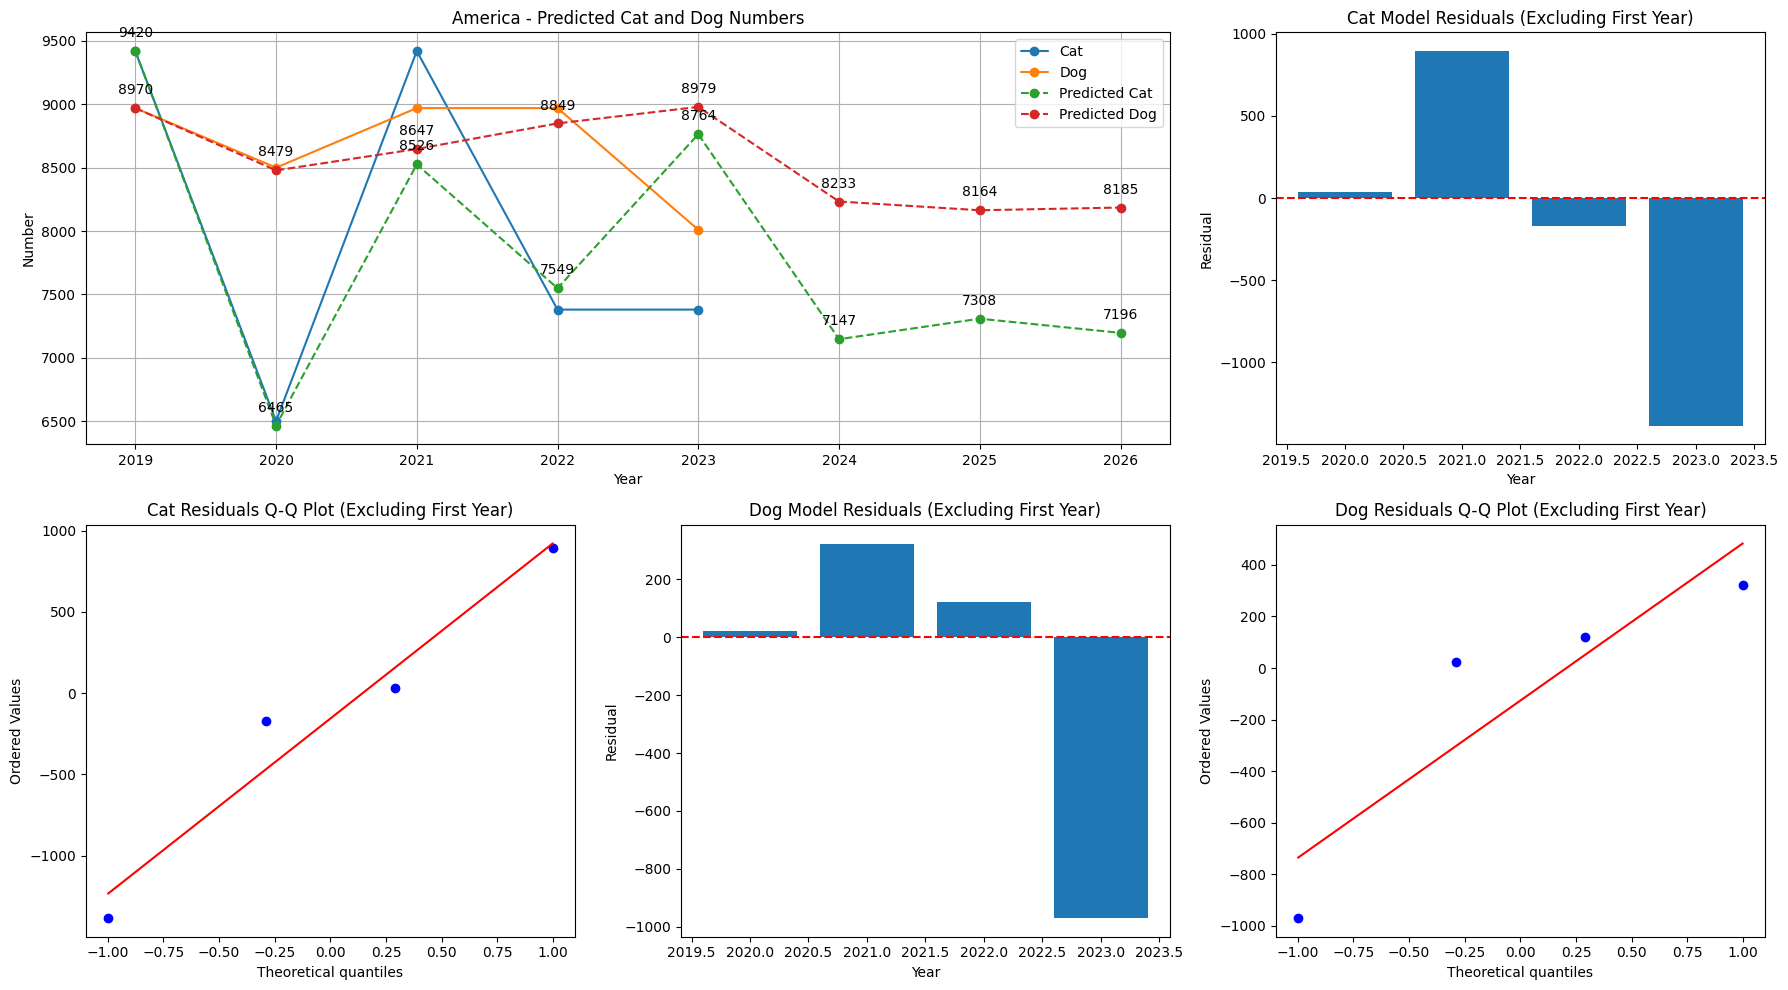 America - Predicted Cat and Dog Numbers
9500
9000
8500
8000
7500
7000
6500
Number
9420
8970
8479
6465
8647
8526
8849
7549
8979
8764
8233
7147
8164
7308
8185
7196
Cat
Dog
Predicted Cat
Predicted Dog
2019 2020 2021 2022 2023 2024 2025 2026
Year
Cat Model Residuals (Excluding First Year)
1000
500
0
−500
−1000
Residual
2019.5 2020.0 2020.5 2021.0 2021.5 2022.0 2022.5 2023.0 2023.5
Year
Cat Residuals Q-Q Plot (Excluding First Year)
1000
500
0
−500
−1000
Ordered Values
−1.00 −0.75 −0.50 −0.25 0.00 0.25 0.50 0.75 1.00
Theoretical quantiles
Dog Model Residuals (Excluding First Year)
200
0
−200
−400
−600
−800
−1000
Residual
2019.5 2020.0 2020.5 2021.0 2021.5 2022.0 2022.5 2023.0 2023.5
Year
Dog Residuals Q-Q Plot (Excluding First Year)
400
200
0
−200
−400
−600
−800
−1000
Ordered Values
−1.00 −0.75 −0.50 −0.25 0.00 0.25 0.50 0.75 1.00
Theoretical quantiles